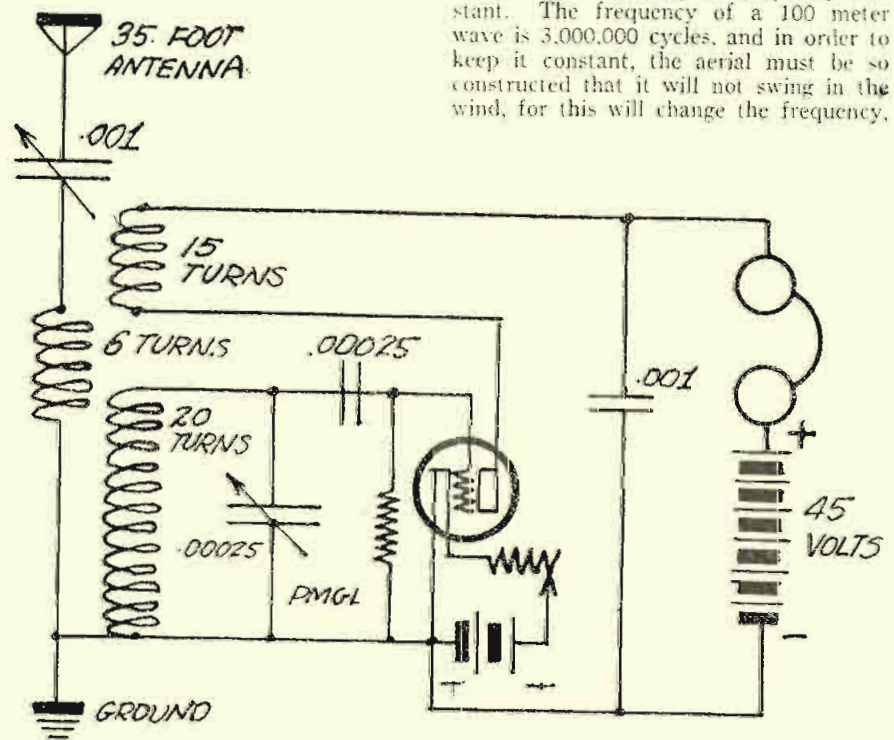 stant. The frequency of a 100 meter
wave is 3,000,000 cycles, and in order to
keep it constant, the aerial must be so
constructed that it will not swing in the
wind, for this will change the frequency,
35 FOOT
ANTENNA
.001
15
TURNS
6 TURNS
.00025
20
TURNS
.00025
PMGL
.001
+
45
VOLTS
-
GROUND